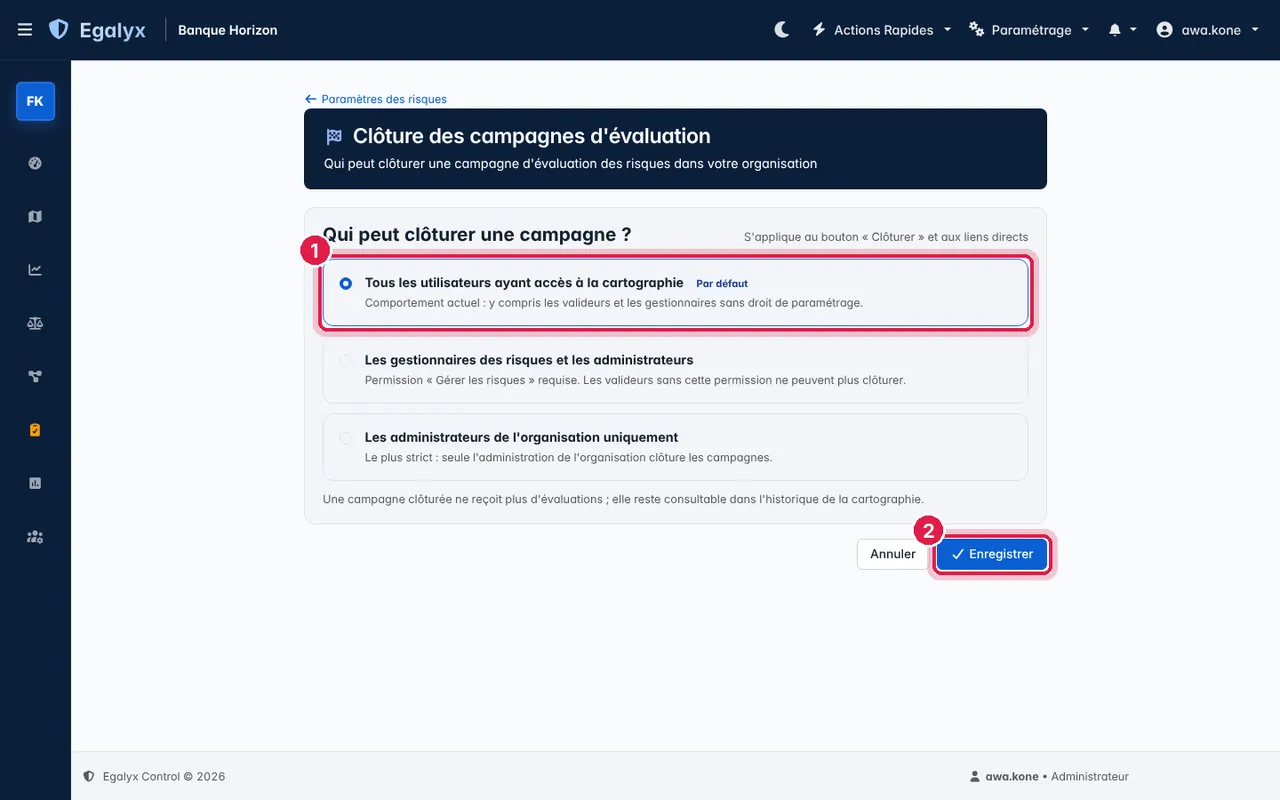 Egalyx
Banque Horizon
Actions Rapides
Paramétrage
awa.kone
FK
← Paramètres des risques
Clôture des campagnes d'évaluation
Qui peut clôturer une campagne d'évaluation des risques dans votre organisation
Qui peut clôturer une campagne ?
S'applique au bouton « Clôturer » et aux liens directs
1
Tous les utilisateurs ayant accès à la cartographie Par défaut
Comportement actuel : y compris les valideurs et les gestionnaires sans droit de paramétrage.
Les gestionnaires des risques et les administrateurs
Permission « Gérer les risques » requise. Les valideurs sans cette permission ne peuvent plus clôturer.
Les administrateurs de l'organisation uniquement
Le plus strict : seule l'administration de l'organisation clôture les campagnes.
Une campagne clôturée ne reçoit plus d'évaluations ; elle reste consultable dans l'historique de la cartographie.
2
Annuler
Enregistrer
Egalyx Control © 2026
awa.kone • Administrateur